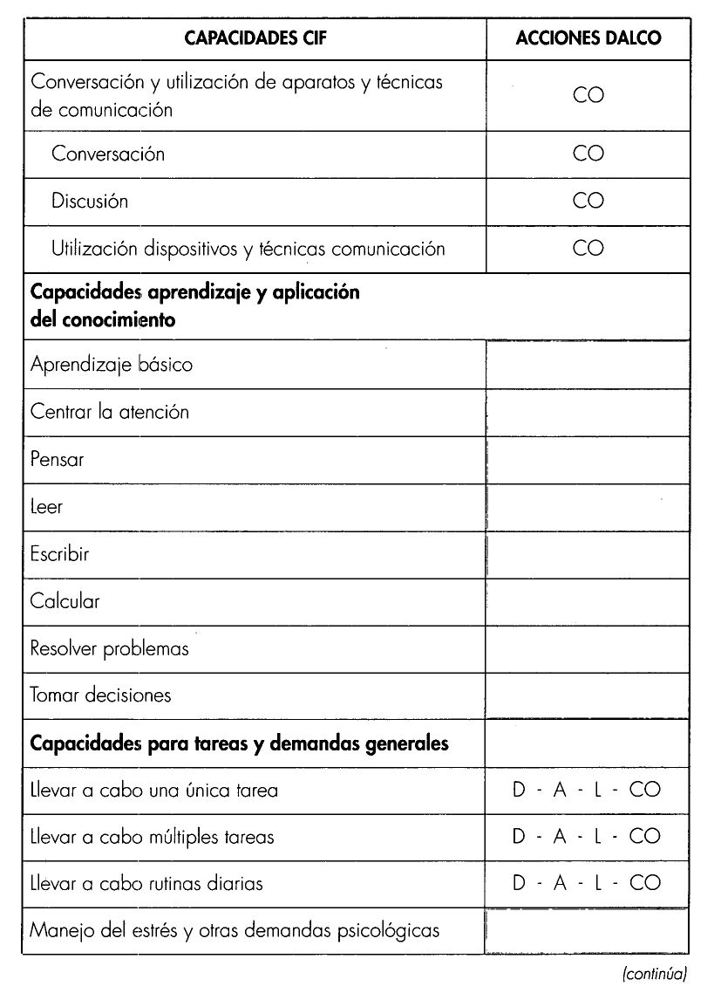 CAPACIDADES CIF ACCIONES DALCO
Conversación y utilización de aparatos y técnicas
de comunicación CO
Conversación CO
Discusión CO
Utilización dispositivos y técnicas comunicación CO
Capacidades aprendizaje y aplicación
del conocimiento
Aprendizaje básico
Centrar la atención
Pensar
Leer
Escribir
Calcular
Resolver problemas
Tomar decisiones
Capacidades para tareas y demandas generales
Llevar a cabo una única tarea D - A - L - CO
Llevar a cabo múltiples tareas D - A - L - CO
Llevar a cabo rutinas diarias D - A - L - CO
Manejo del estrés y otras demandas psicológicas
(continúa)